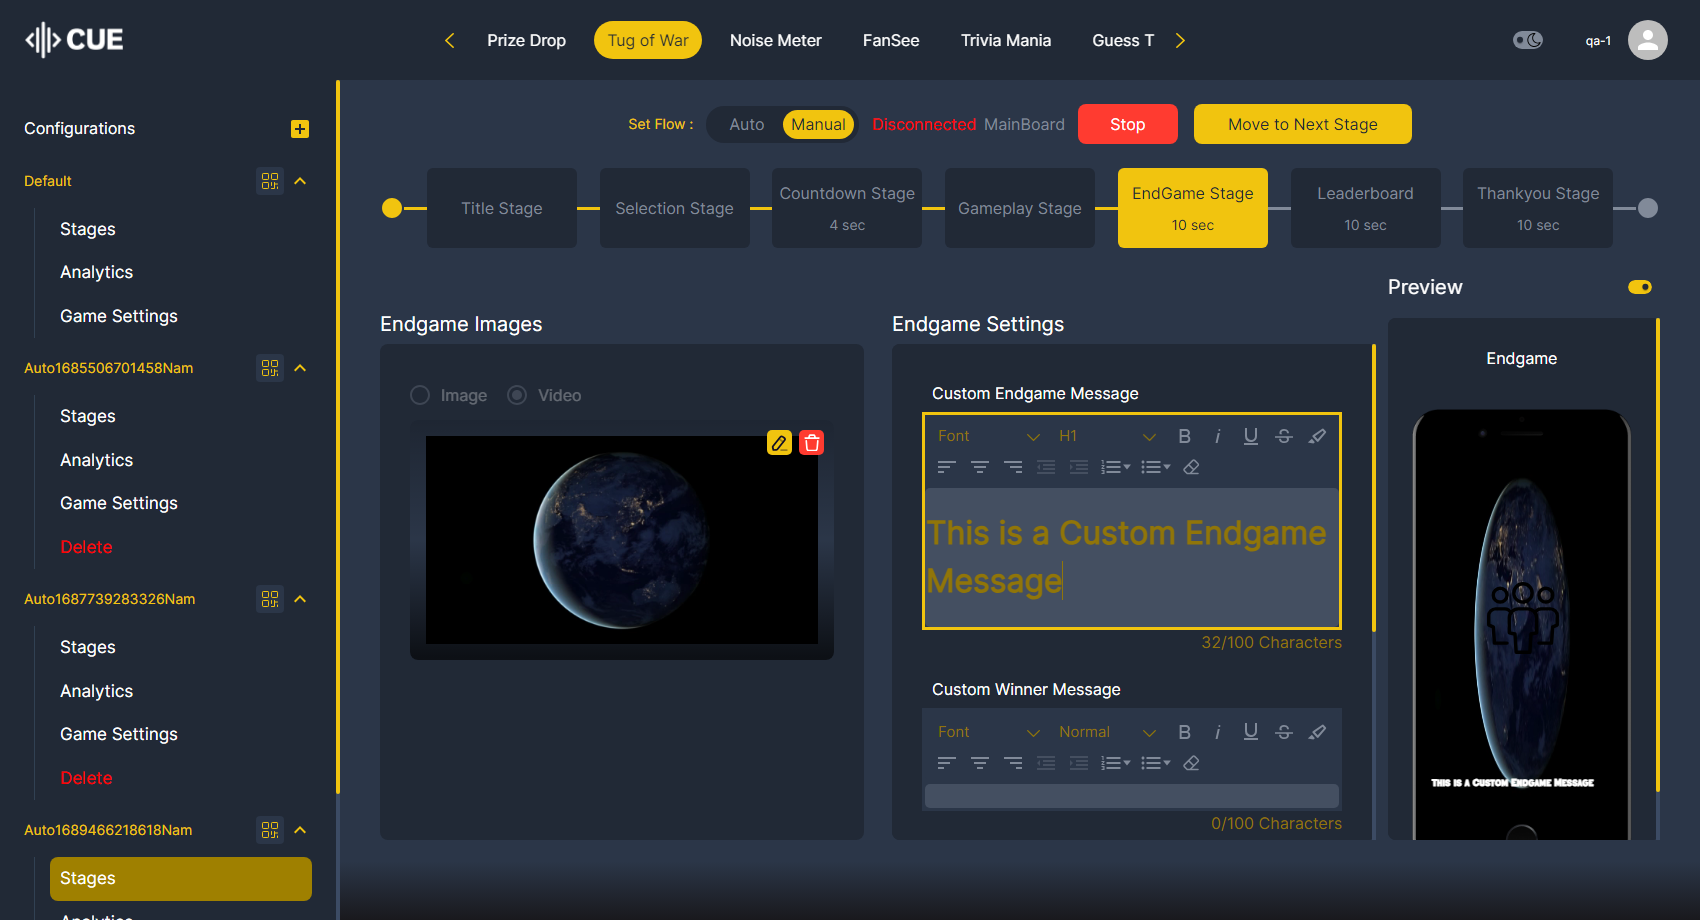 CUE
Prize Drop
Tug of War
Noise Meter
FanSee
Trivia Mania
Guess T
qa-1
Configurations
Default
Stages
Analytics
Game Settings
Auto1685506701458Nam
Stages
Analytics
Game Settings
Delete
Auto1687739283326Nam
Stages
Analytics
Game Settings
Delete
Auto1689466218618Nam
Stages
Analytics
Set Flow :
Auto
Manual
Disconnected MainBoard
Stop
Move to Next Stage
Title Stage
Selection Stage
Countdown Stage
4 sec
Gameplay Stage
EndGame Stage
10 sec
Leaderboard
10 sec
Thankyou Stage
10 sec
Endgame Images
Image
Video
Endgame Settings
Custom Endgame Message
Font
H1
B i U S
This is a Custom Endgame
Message
32/100 Characters
Custom Winner Message
Font
Normal
B i U S
0/100 Characters
Preview
Endgame
This is a Custom Endgame Message